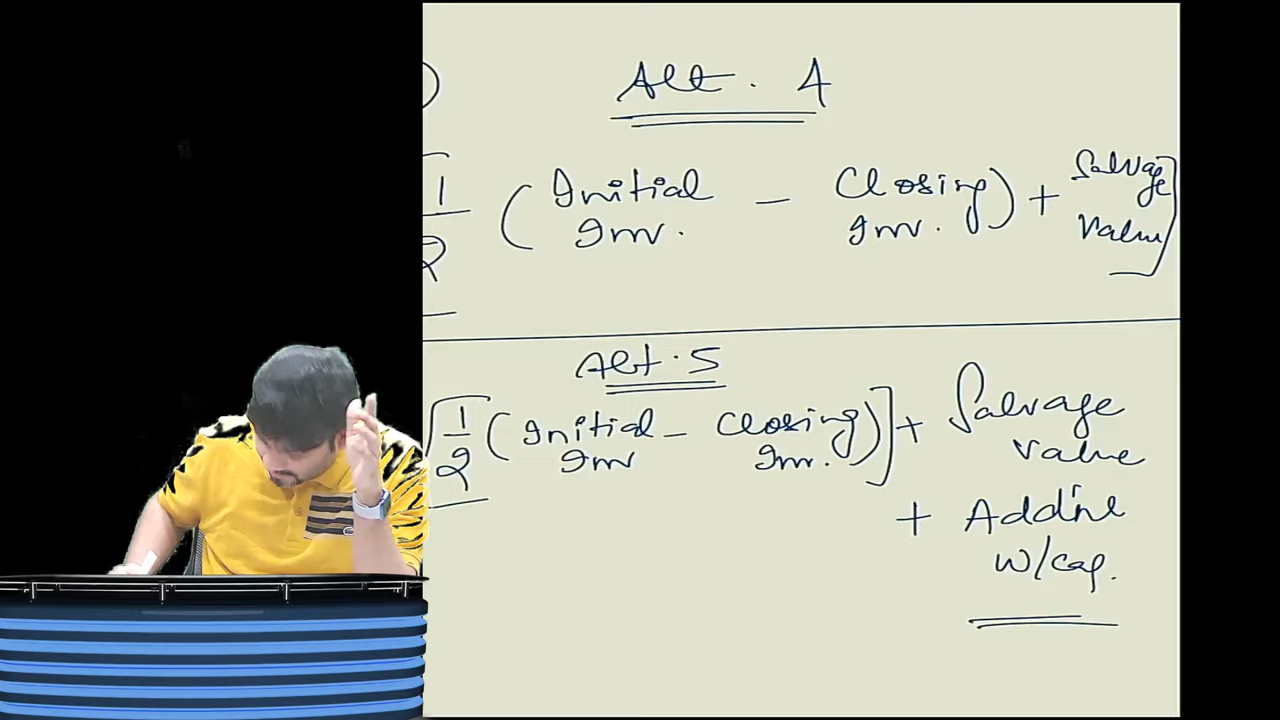 )
Alt. 4
1/2 (Initial Inv. - Closing Inv.) + Salvage Value]
Alt. 5
[1/2 (Initial Inv - Closing Inv.)] + Salvage Value
+ Addine W/Cap.